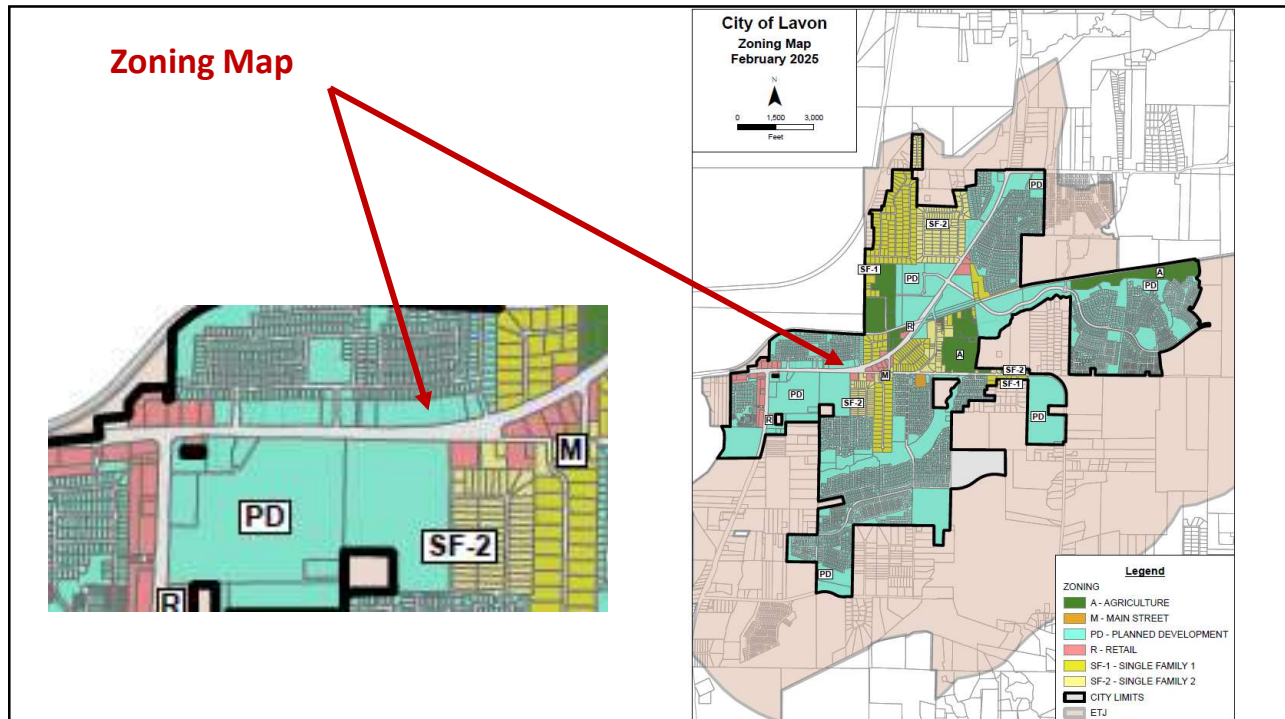 Zoning Map
City of Lavon
Zoning Map
February 2025
N
0 1,500 3,000
Feet
PD
SF-2
SF-1
PD
A
PD
R
A
M
SF-2
SF-1
PD
SF-2
PD
R
PD
M
PD
SF-2
R
Legend
ZONING
A - AGRICULTURE
M - MAIN STREET
PD - PLANNED DEVELOPMENT
R - RETAIL
SF-1 - SINGLE FAMILY 1
SF-2 - SINGLE FAMILY 2
CITY LIMITS
ETJ